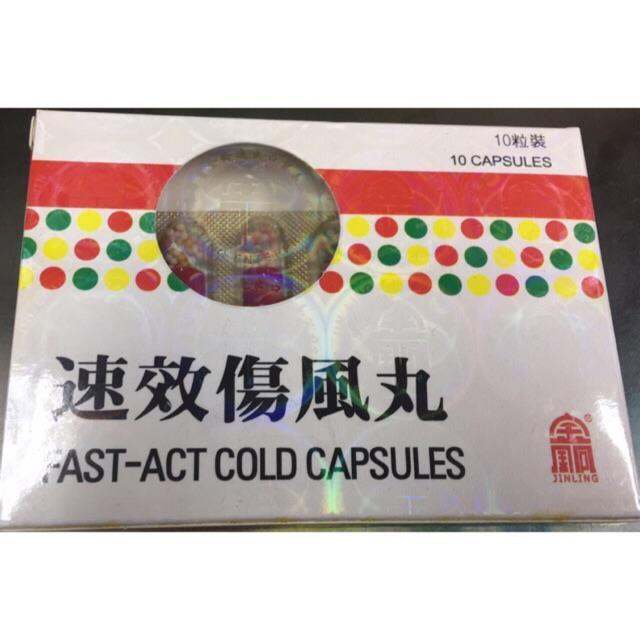 10粒裝
10 CAPSULES
速效傷風丸
FAST-ACT COLD CAPSULES
JINLING